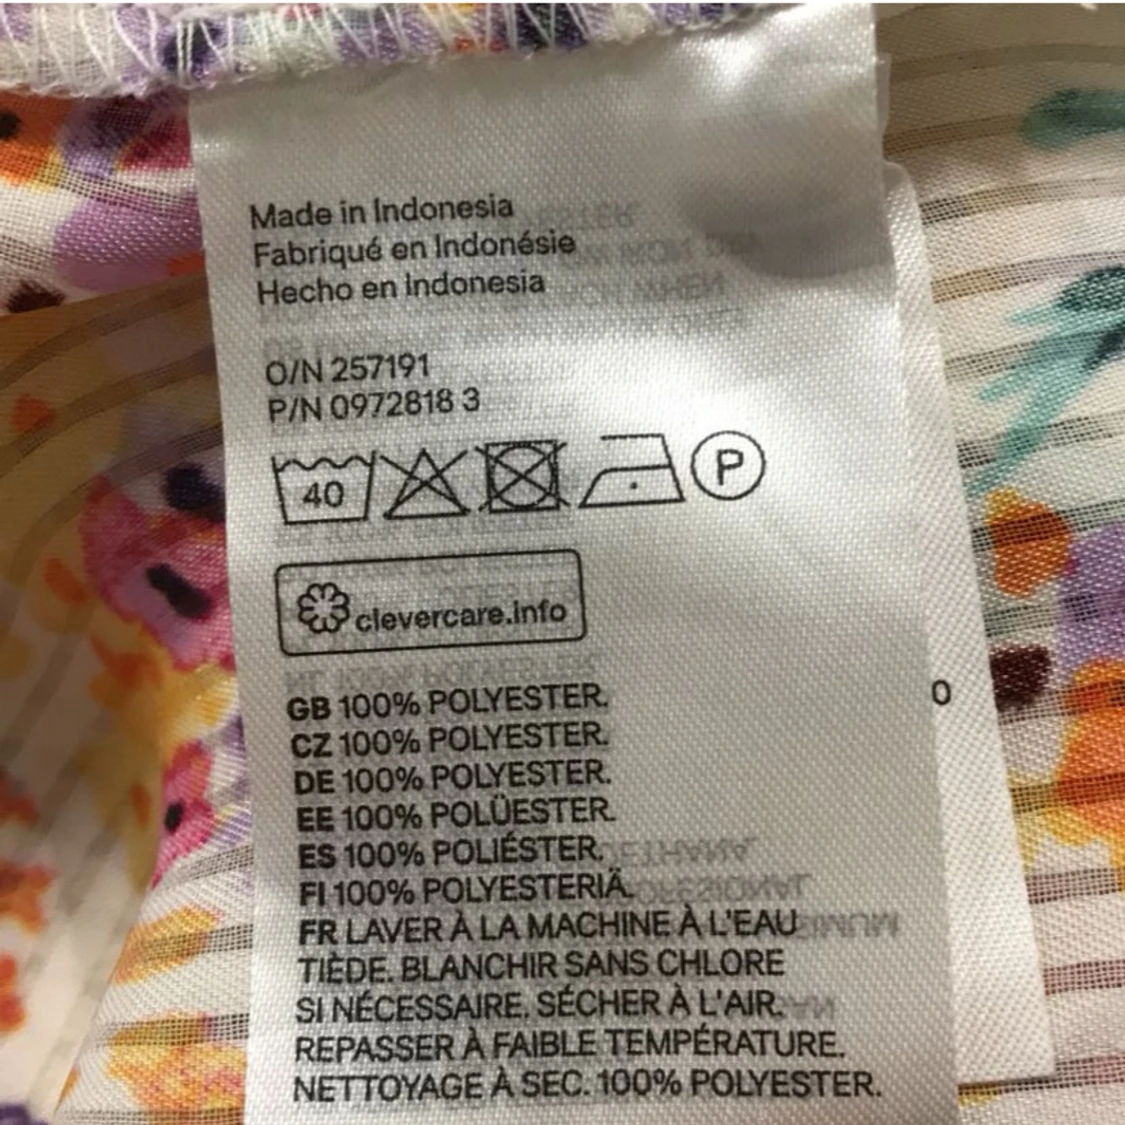 Made in Indonesia
Fabriqué en Indonésie
Hecho en Indonesia
O/N 257191
P/N 0972818 3
40 P
clevercare.info
GB 100% POLYESTER.
CZ 100% POLYESTER.
DE 100% POLYESTER.
EE 100% POLÜESTER.
ES 100% POLIÉSTER.
FI 100% POLYESTERIÄ.
FR LAVER À LA MACHINE À L'EAU
TIÈDE. BLANCHIR SANS CHLORE
SI NÉCESSAIRE. SÉCHER À L'AIR.
REPASSER À FAIBLE TEMPÉRATURE.
NETTOYAGE À SEC. 100% POLYESTER.
0